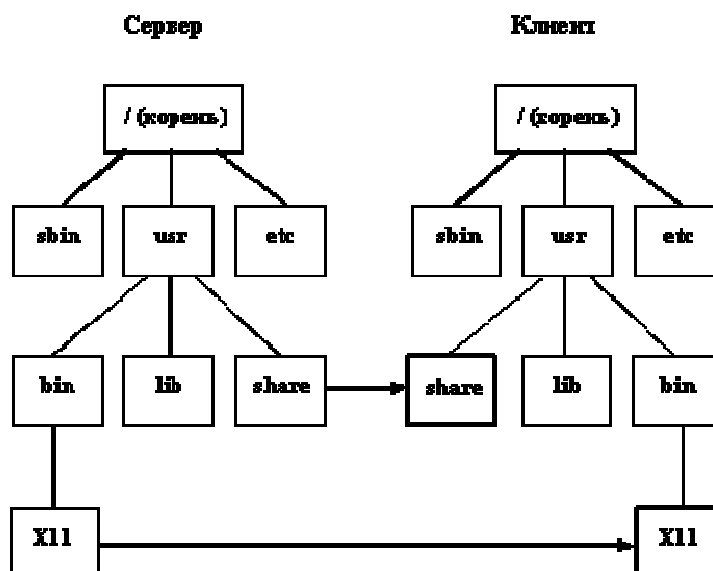 Сервер Клиент
/ (корень) / (корень)
sbin usr etc sbin usr etc
bin lib share share lib bin
X11 X11